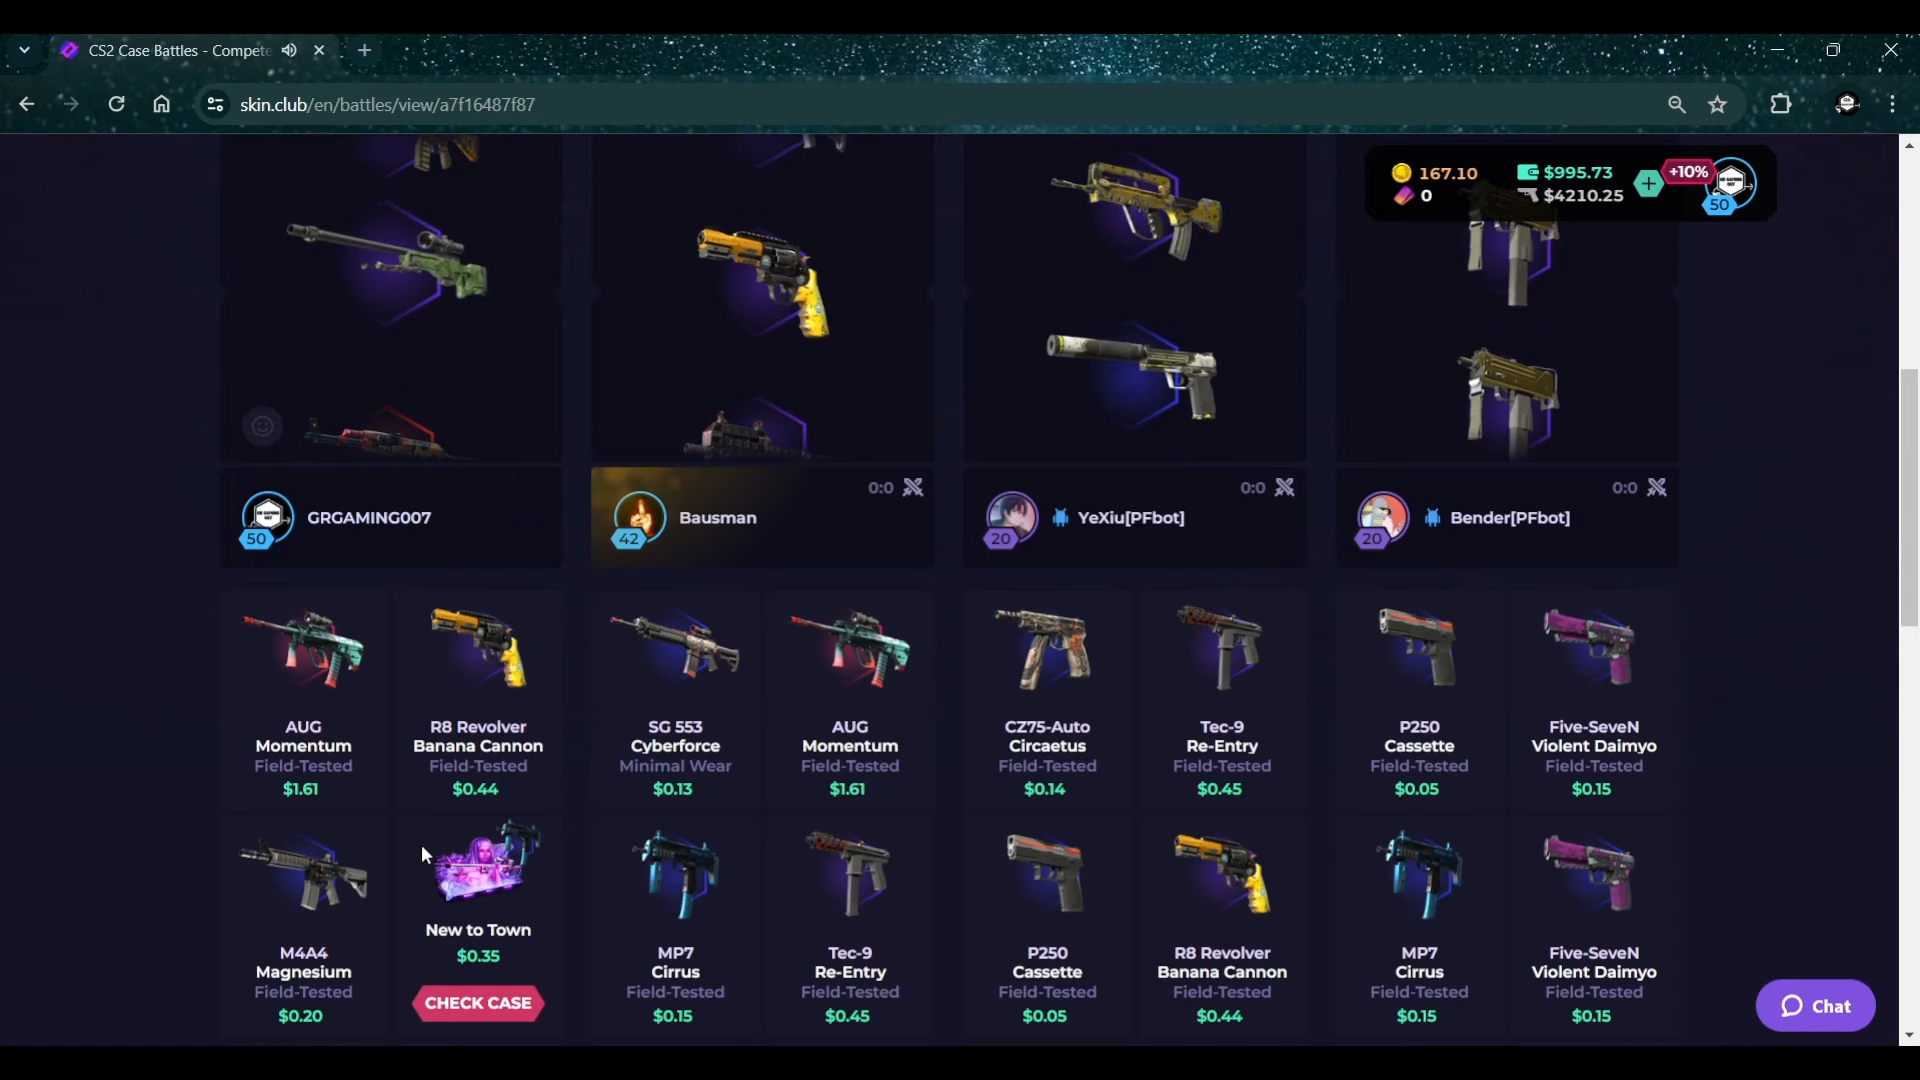 CS2 Case Battles - Compete
skin.club/en/battles/view/a7f16487f87
167.10
$995.73
+10%
0
$4210.25
50
GRGAMING007
50
0:0
Bausman
42
0:0
YeXiu[PFbot]
20
0:0
Bender[PFbot]
20
AUG
Momentum
Field-Tested
$1.61
R8 Revolver
Banana Cannon
Field-Tested
$0.44
SG 553
Cyberforce
Minimal Wear
$0.13
AUG
Momentum
Field-Tested
$1.61
CZ75-Auto
Circaetus
Field-Tested
$0.14
Tec-9
Re-Entry
Field-Tested
$0.45
P250
Cassette
Field-Tested
$0.05
Five-SeveN
Violent Daimyo
Field-Tested
$0.15
M4A4
Magnesium
Field-Tested
$0.20
New to Town
$0.35
CHECK CASE
MP7
Cirrus
Field-Tested
$0.15
Tec-9
Re-Entry
Field-Tested
$0.45
P250
Cassette
Field-Tested
$0.05
R8 Revolver
Banana Cannon
Field-Tested
$0.44
MP7
Cirrus
Field-Tested
$0.15
Five-SeveN
Violent Daimyo
Field-Tested
$0.15
Chat